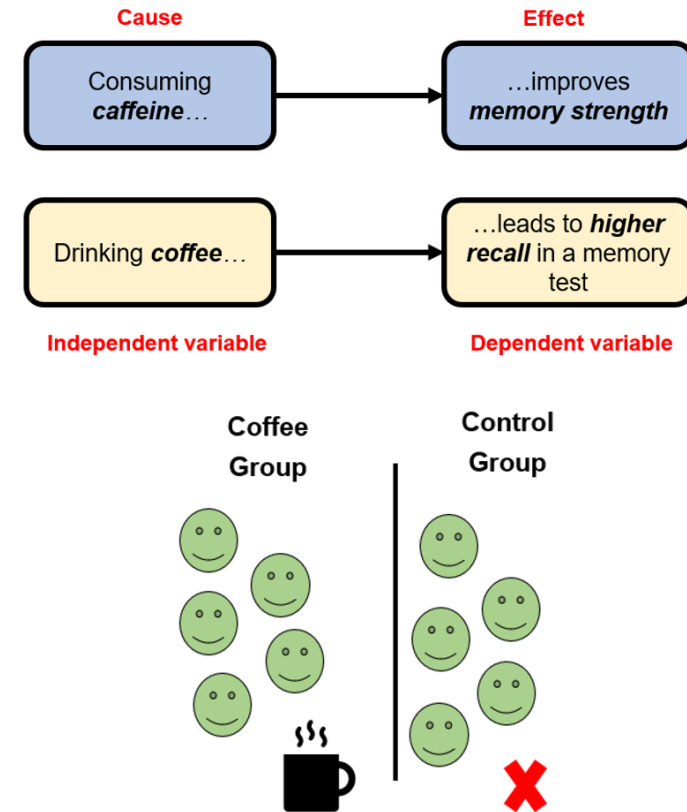 Cause
Effect
Consuming
caffeine…
…improves
memory strength
Drinking coffee…
…leads to higher
recall in a memory
test
Independent variable
Dependent variable
Coffee
Group
Control
Group